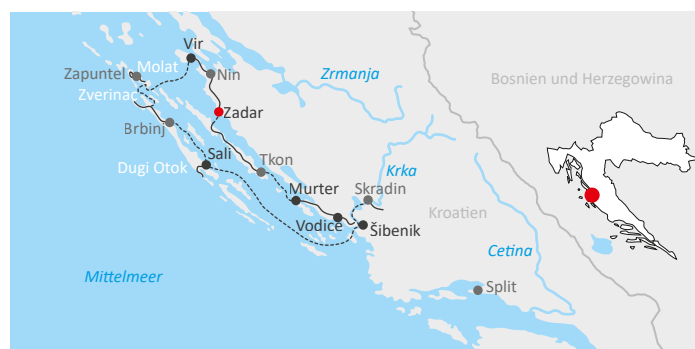 Vir
Molat
Zapuntel
Nin
Zrmanja
Bosnien und Herzegowina
Zverinac
Zadar
Brbinj
Sali
Tkon
Dugi Otok
Krka
Murter
Skradin
Vodice
Kroatien
Šibenik
Cetina
Mittelmeer
Split